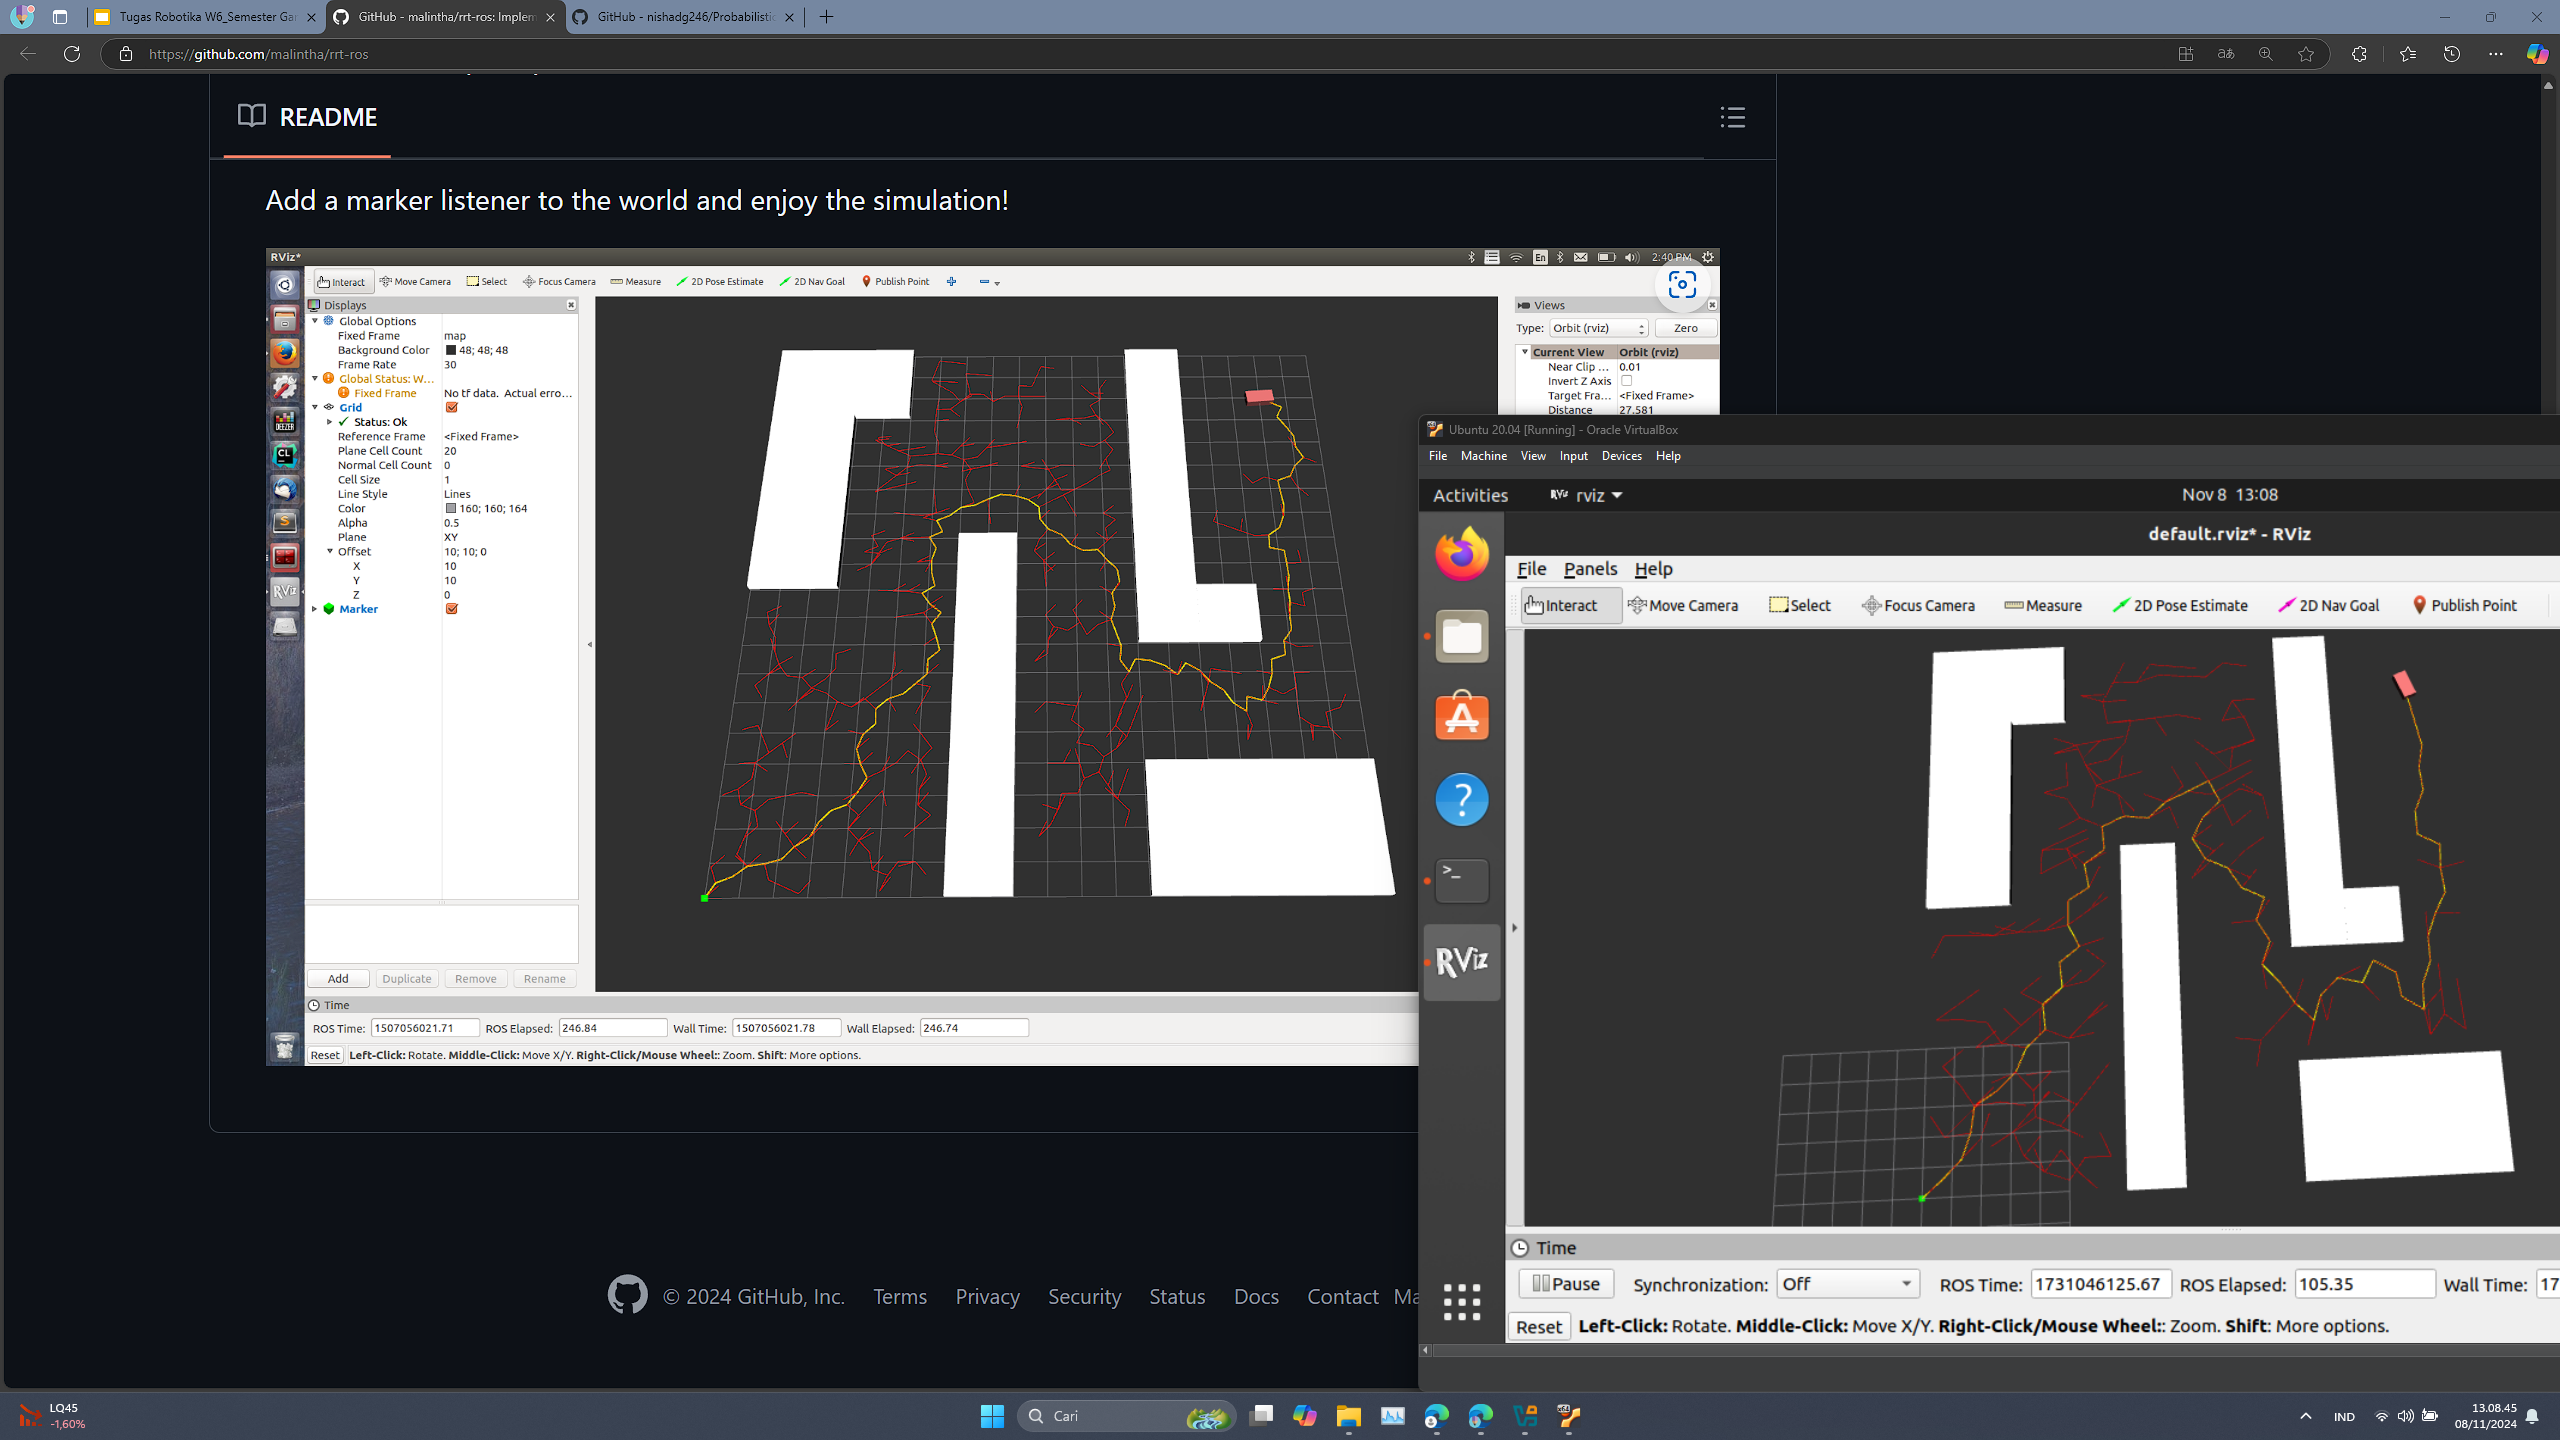 Tugas Robotika W6_Semester Gar
GitHub - malintha/rrt-ros: Implem
GitHub - nishadg246/Probabilistic
https://github.com/malintha/rrt-ros
README
Add a marker listener to the world and enjoy the simulation!
RViz*
En
2:40 PM
Interact Move Camera Select Focus Camera Measure 2D Pose Estimate 2D Nav Goal Publish Point
Displays
Global Options
Fixed Frame map
Background Color 48; 48; 48
Frame Rate 30
Global Status: W...
Fixed Frame No tf data. Actual erro...
Grid
Status: Ok
Reference Frame <Fixed Frame>
Plane Cell Count 20
Normal Cell Count 0
Cell Size 1
Line Style Lines
Color 160; 160; 164
Alpha 0.5
Plane XY
Offset 10; 10; 0
X 10
Y 10
Z 0
Marker
DEEZER
CL
S
RViz
Add Duplicate Remove Rename
Views
Type: Orbit (rviz) Zero
Current View Orbit (rviz)
Near Clip ... 0.01
Invert Z Axis
Target Fra... <Fixed Frame>
Distance 27.581
Time
ROS Time: 1507056021.71 ROS Elapsed: 246.84 Wall Time: 1507056021.78 Wall Elapsed: 246.74
Reset Left-Click: Rotate. Middle-Click: Move X/Y. Right-Click/Mouse Wheel:: Zoom. Shift: More options.
Ubuntu 20.04 [Running] - Oracle VirtualBox
File Machine View Input Devices Help
Activities
RViz rviz
Nov 8 13:08
default.rviz* - RViz
File Panels Help
Interact Move Camera Select Focus Camera Measure 2D Pose Estimate 2D Nav Goal Publish Point
RViz
Time
Pause Synchronization: Off ROS Time: 1731046125.67 ROS Elapsed: 105.35 Wall Time: 17
Reset Left-Click: Rotate. Middle-Click: Move X/Y. Right-Click/Mouse Wheel:: Zoom. Shift: More options.
© 2024 GitHub, Inc. Terms Privacy Security Status Docs Contact Ma
LQ45
-1,60%
Cari
IND
13.08.45
08/11/2024